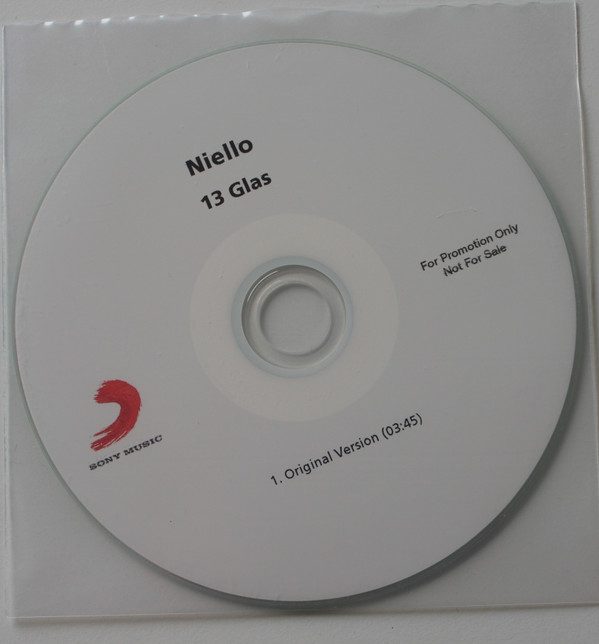 Niello
13 Glas
For Promotion Only
Not For Sale
SONY MUSIC
1. Original Version (03:45)